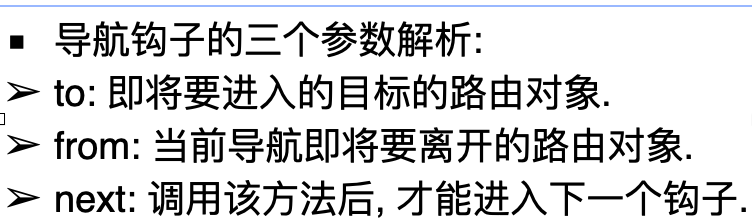 ▪ 导航钩子的三个参数解析:
➢ to: 即将要进入的目标的路由对象.
➢ from: 当前导航即将要离开的路由对象.
➢ next: 调用该方法后, 才能进入下一个钩子.